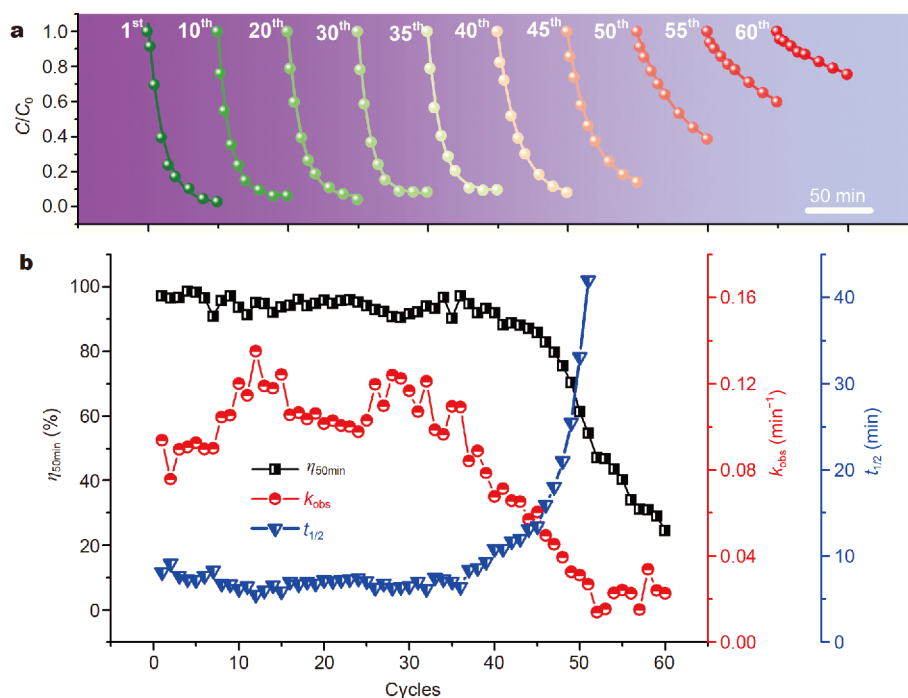 a
1st 10th 20th 30th 35th 40th 45th 50th 55th 60th
1.0
0.8
0.6
0.4
0.2
0.0
C/C0
50 min
b
100
80
60
40
20
0
η50min (%)
η50min
kobs
t1/2
0 10 20 30 40 50 60
Cycles
0.16
0.12
0.08
0.04
0.00
kobs (min−1)
40
30
20
10
0
t1/2 (min)